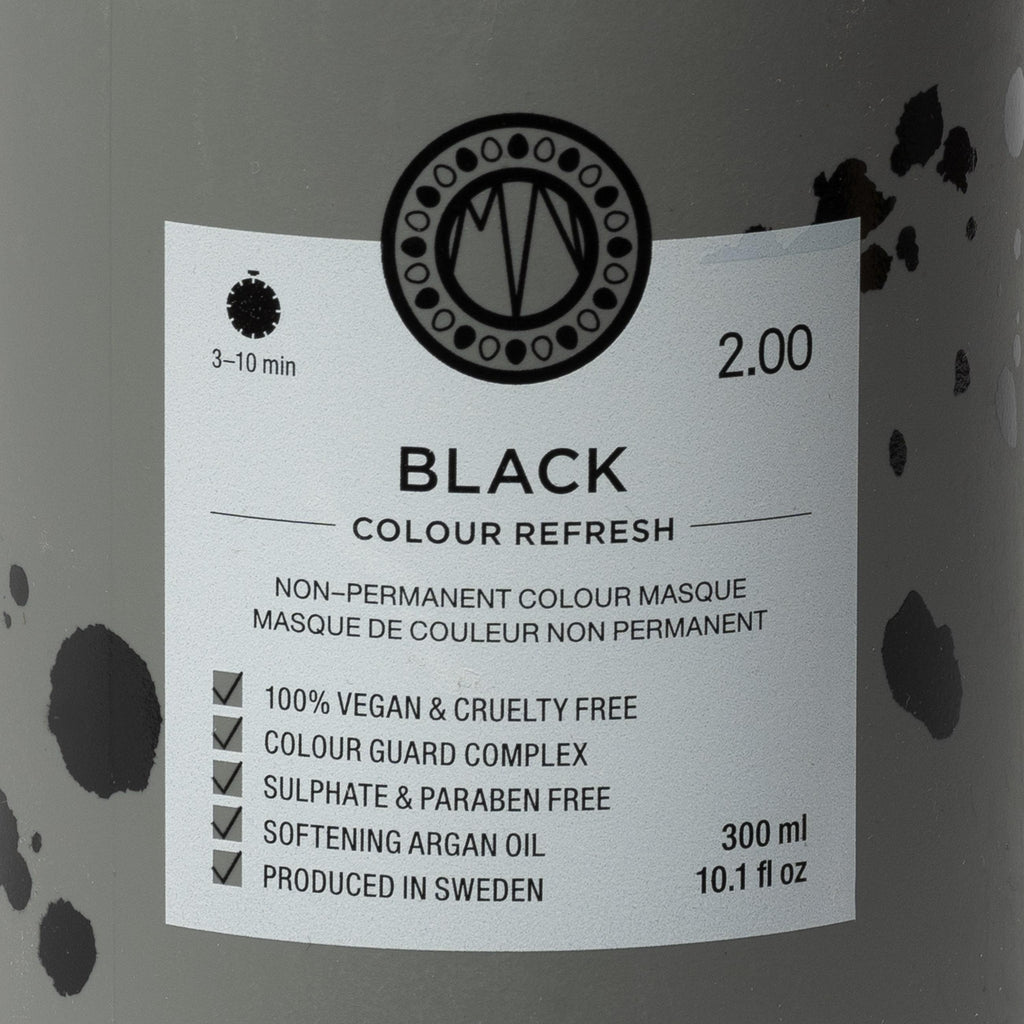 3–10 min
2.00
BLACK
COLOUR REFRESH
NON–PERMANENT COLOUR MASQUE
MASQUE DE COULEUR NON PERMANENT
100% VEGAN & CRUELTY FREE
COLOUR GUARD COMPLEX
SULPHATE & PARABEN FREE
SOFTENING ARGAN OIL
PRODUCED IN SWEDEN
300 ml
10.1 fl oz